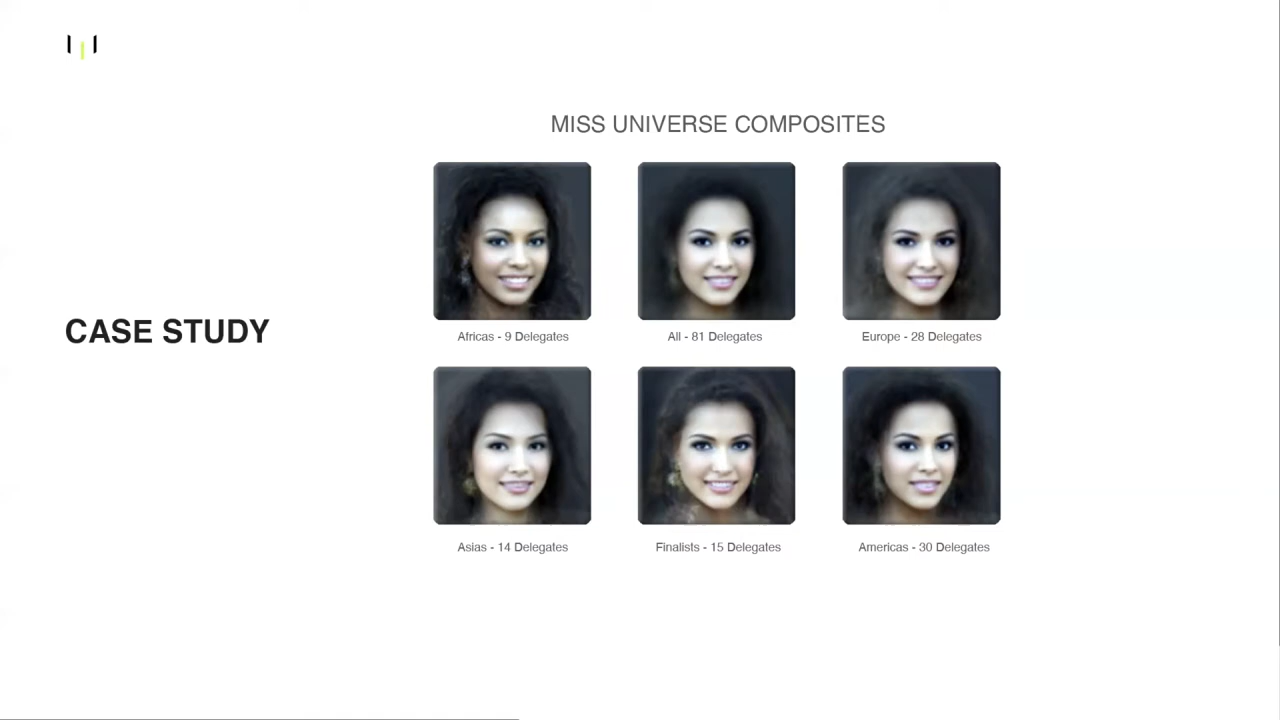 MISS UNIVERSE COMPOSITES
CASE STUDY
Africas - 9 Delegates
All - 81 Delegates
Europe - 28 Delegates
Asias - 14 Delegates
Finalists - 15 Delegates
Americas - 30 Delegates